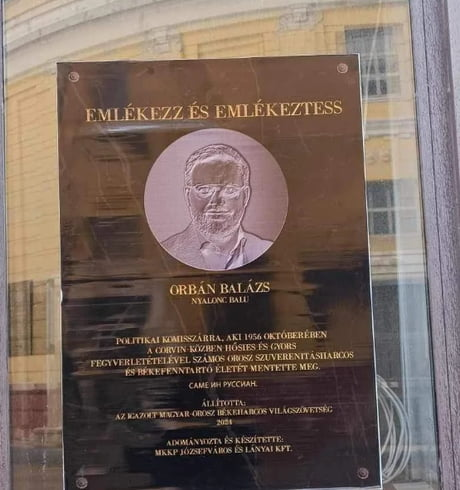 EMLÉKEZZ ÉS EMLÉKEZTESS
ORBÁN BALÁZS
NYALONC BALU
POLITIKAI KOMISSZÁRRA, AKI 1956 OKTÓBERÉBEN
A CORVIN KÖZBEN HŐSIES ÉS GYORS
FEGYVERLETÉTELÉVEL SZÁMOS OROSZ SZUVERENITÁSHARCOS
ÉS BÉKEFENNTARTÓ ÉLETÉT MENTETTE MEG.
САМЕ ИН РУССИАН.
ÁLLÍTOTTA:
AZ IGAZOLT MAGYAR-OROSZ BÉKEHARCOS VILÁGSZÖVETSÉG
2024
ADOMÁNYOZTA ÉS KÉSZÍTETTE:
MKKP JÓZSEFVÁROS ÉS LÁNYAI KFT.